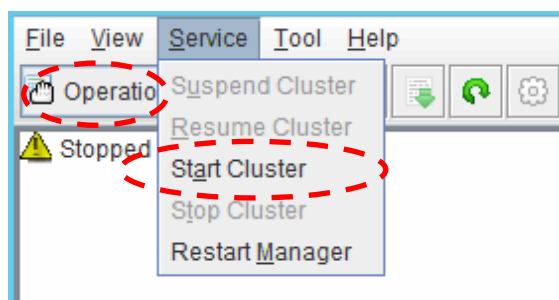 File View Service Tool Help
Operatio
Suspend Cluster
Resume Cluster
Stopped
Start Cluster
Stop Cluster
Restart Manager